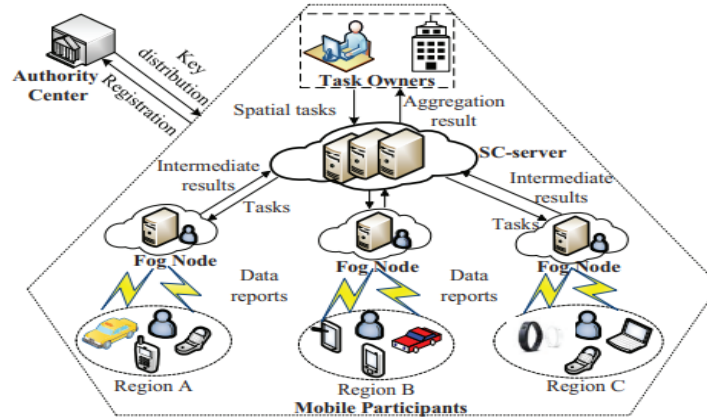 Authority
Center
Key
distribution
Registration
Task Owners
Spatial tasks
Aggregation
result
SC-server
Intermediate
results
Tasks
Intermediate
results
Tasks
Fog Node
Fog Node
Fog Node
Data
reports
Data
reports
Region A
Region B
Region C
Mobile Participants